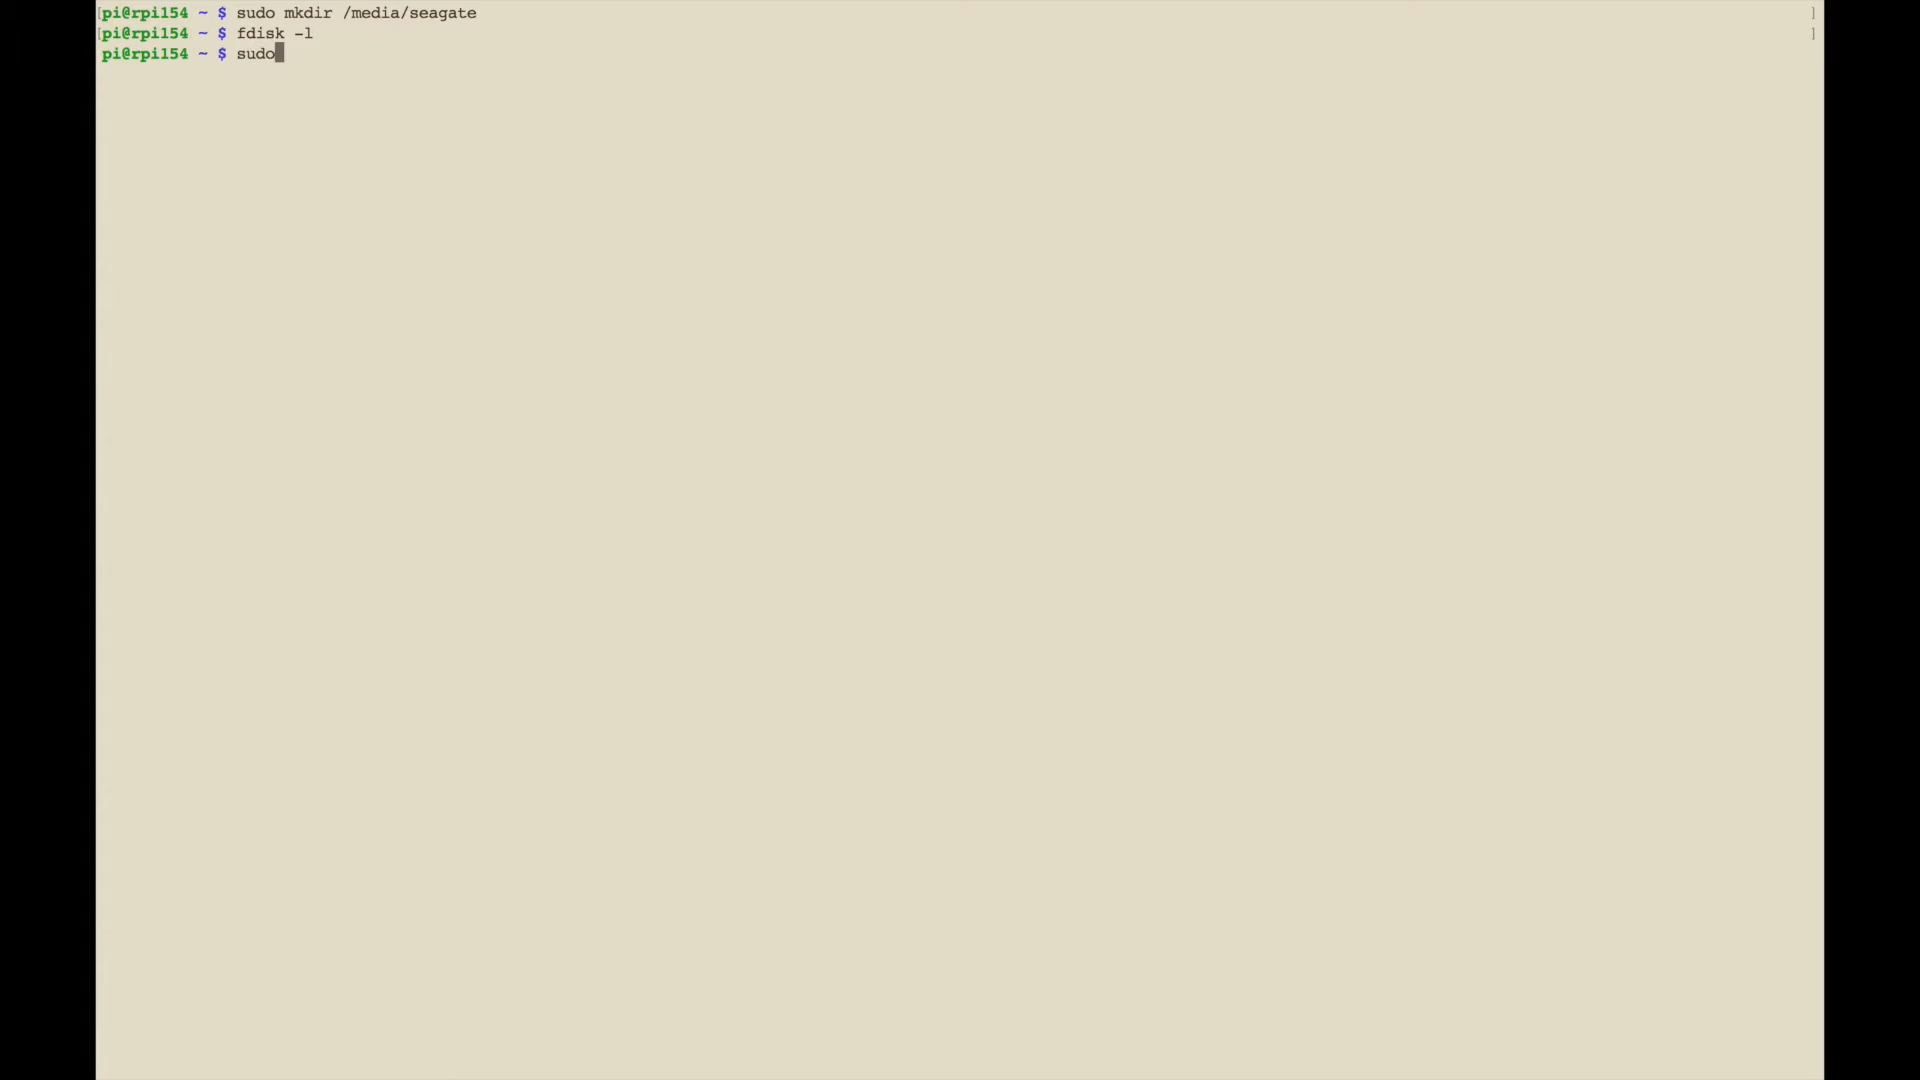 [pi@rpi154 ~ $ sudo mkdir /media/seagate ]
[pi@rpi154 ~ $ fdisk -l ]
pi@rpi154 ~ $ sudo